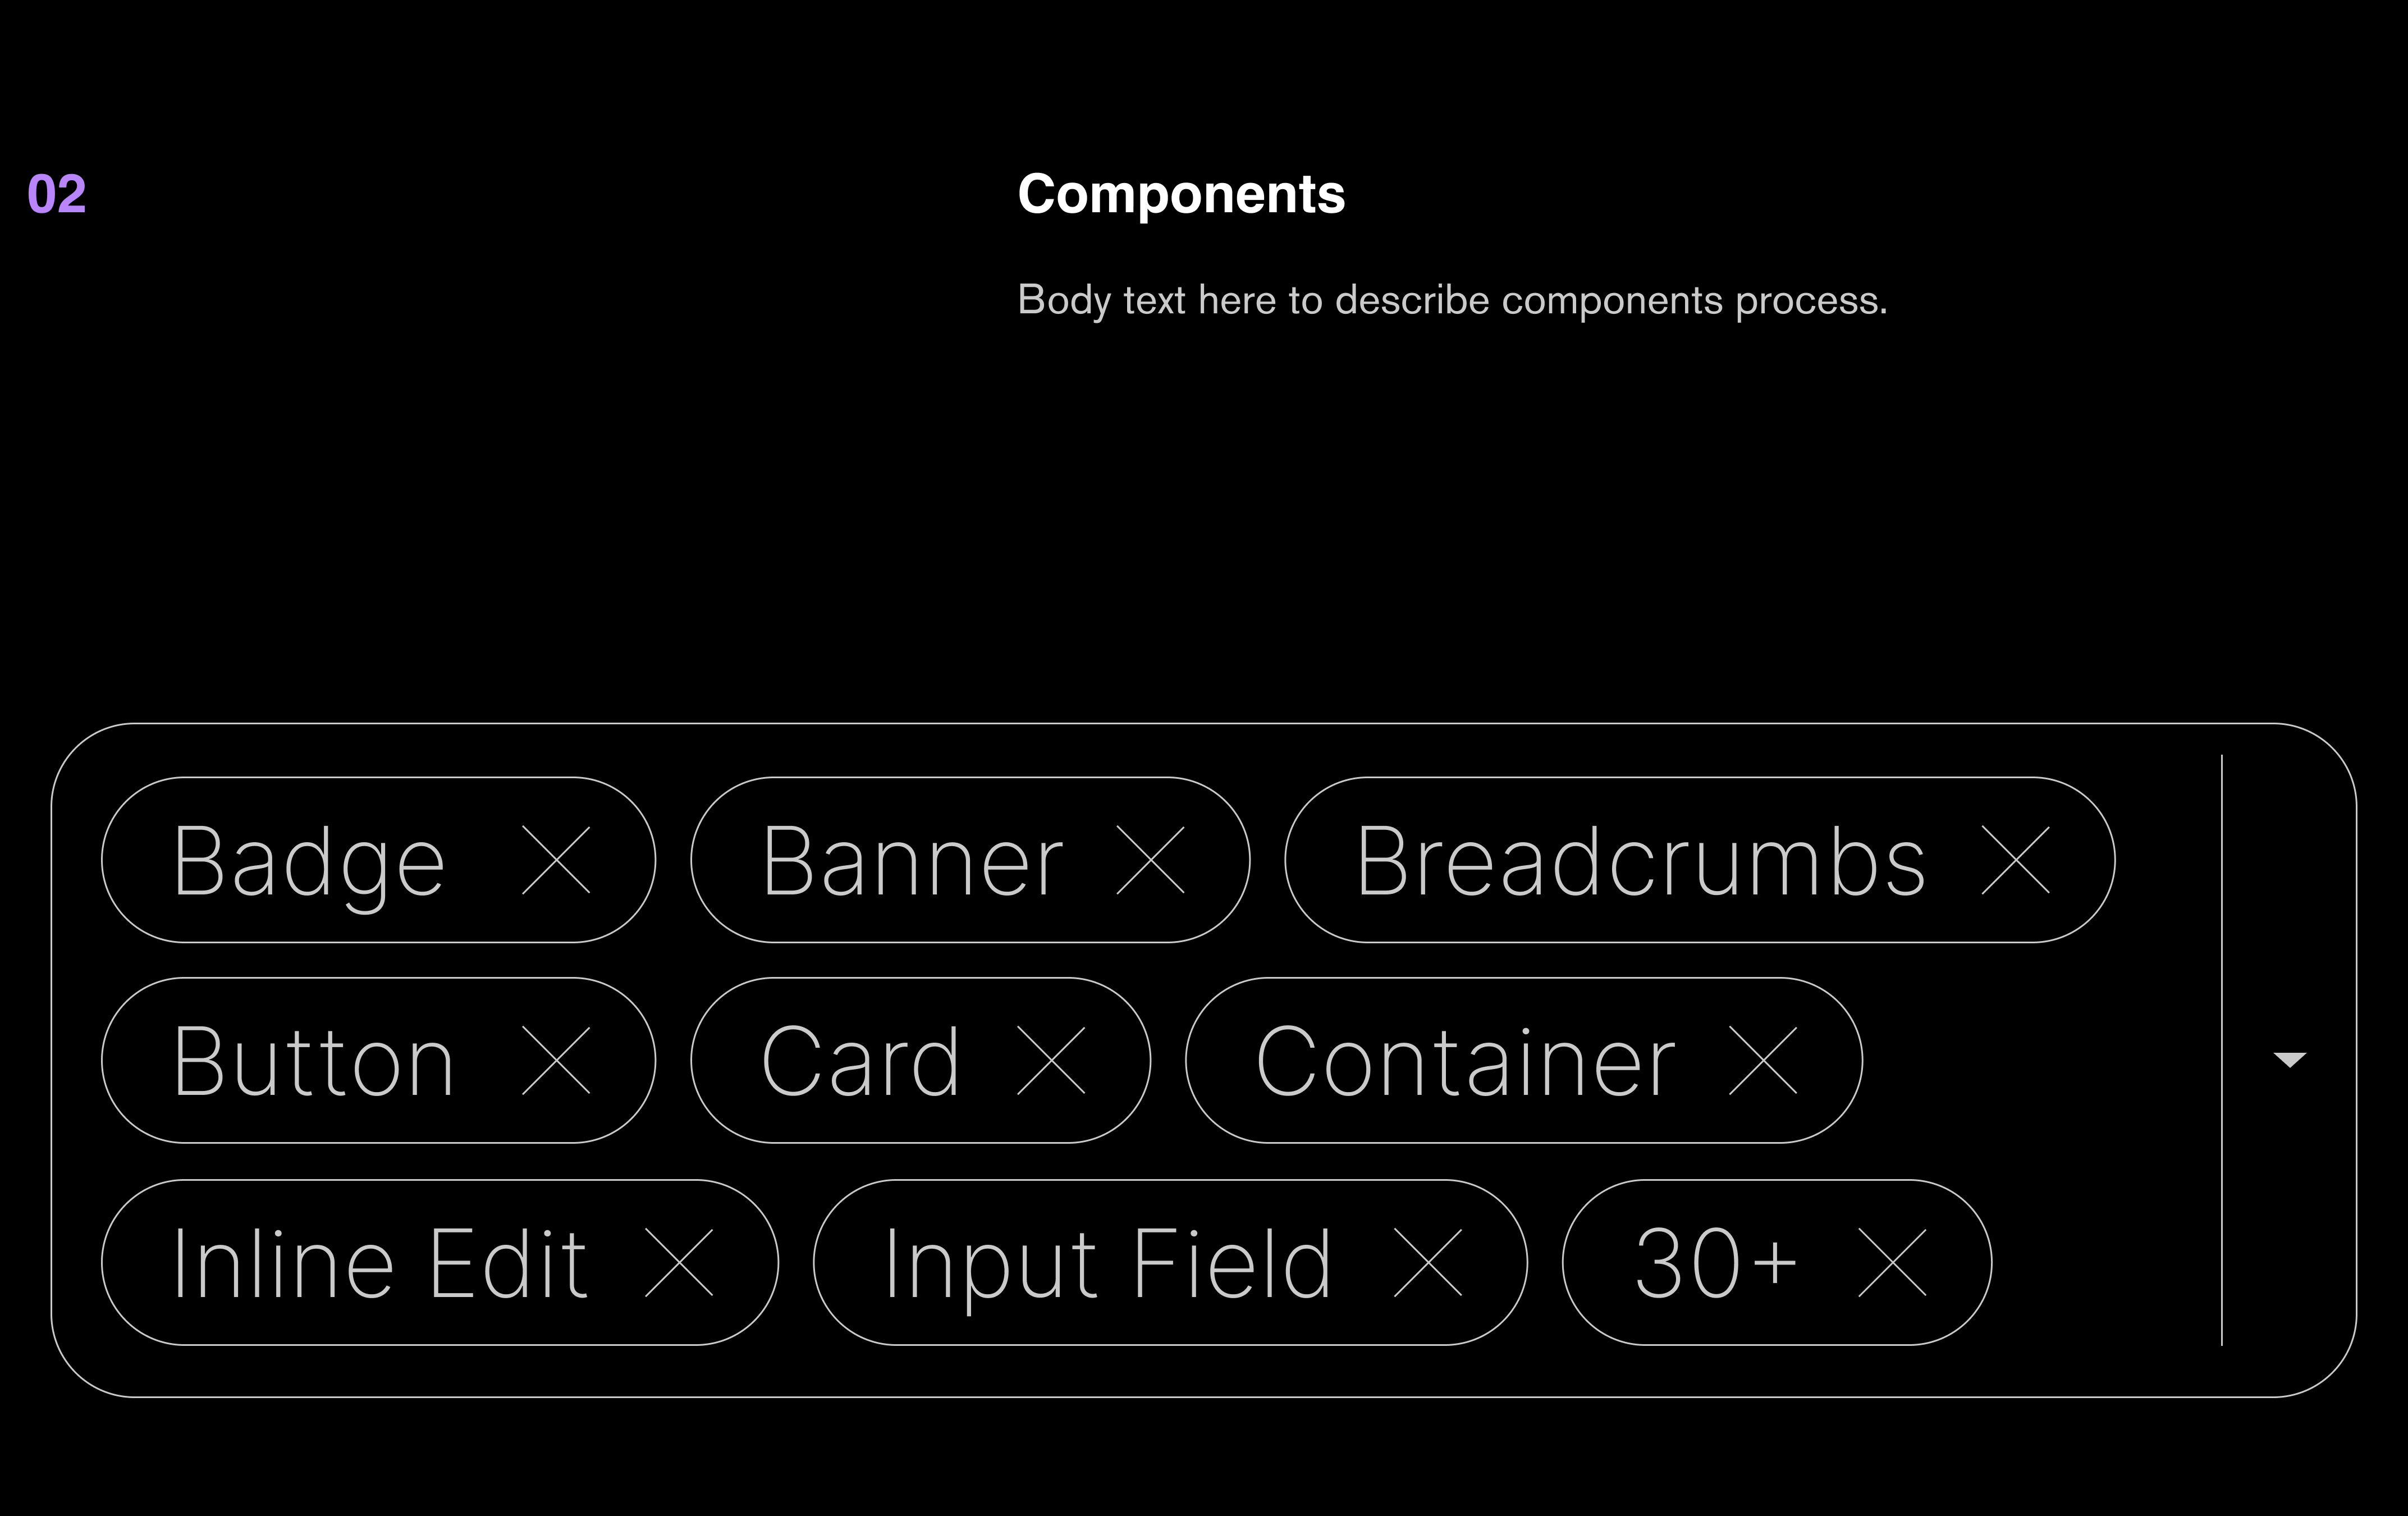 02
Components
Body text here to describe components process.
Badge
Banner
Breadcrumbs
Button
Card
Container
Inline Edit
Input Field
30+